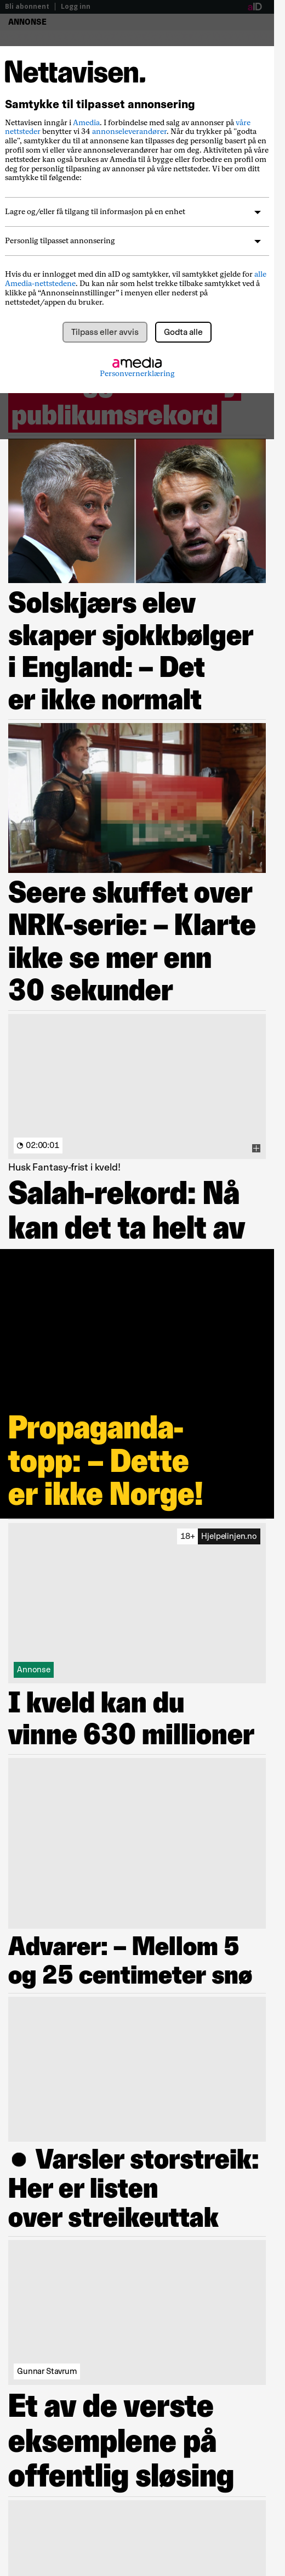 Bli abonnent | Logg inn
aID
ANNONSE
Nettavisen.
Samtykke til tilpasset annonsering
Nettavisen inngår i Amedia. I forbindelse med salg av annonser på våre
nettsteder benytter vi 34 annonseleverandører. Når du trykker på "godta
alle", samtykker du til at annonsene kan tilpasses deg personlig basert på en
profil som vi eller våre annonseleverandører har om deg. Aktiviteten på våre
nettsteder kan også brukes av Amedia til å bygge eller forbedre en profil om
deg for personlig tilpasning av annonser på våre nettsteder. Vi ber om ditt
samtykke til følgende:
Lagre og/eller få tilgang til informasjon på en enhet
Personlig tilpasset annonsering
Hvis du er innlogget med din aID og samtykker, vil samtykket gjelde for alle
Amedia-nettstedene. Du kan når som helst trekke tilbake samtykket ved å
klikke på “Annonseinnstillinger” i menyen eller nederst på
nettstedet/appen du bruker.
Tilpass eller avvis
Godta alle
amedia
Personvernerklæring
publikumsrekord
Solskjærs elev
skaper sjokkbølger
i England: – Det
er ikke normalt
Seere skuffet over
NRK-serie: – Klarte
ikke se mer enn
30 sekunder
02:00:01
Husk Fantasy-frist i kveld!
Salah-rekord: Nå
kan det ta helt av
Propaganda-
topp: – Dette
er ikke Norge!
18+ Hjelpelinjen.no
Annonse
I kveld kan du
vinne 630 millioner
Advarer: – Mellom 5
og 25 centimeter snø
● Varsler storstreik:
Her er listen
over streikeuttak
Gunnar Stavrum
Et av de verste
eksemplene på
offentlig sløsing